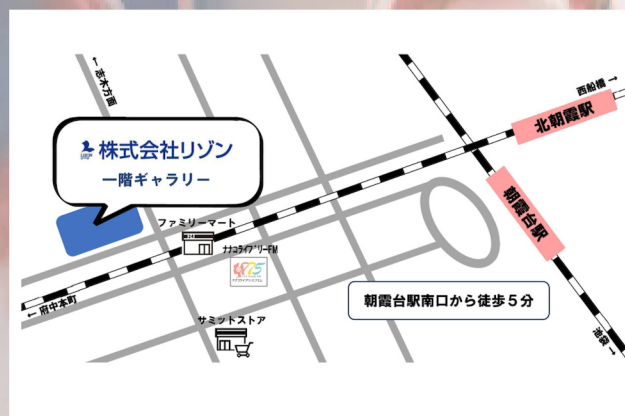 ← 志木方面
西船橋 →
北朝霞駅
株式会社リゾン
一階ギャラリー
朝霞台駅
ファミリーマート
ナナコライブリーFM
← 府中本町
朝霞台駅南口から徒歩５分
サミットストア
池袋 →